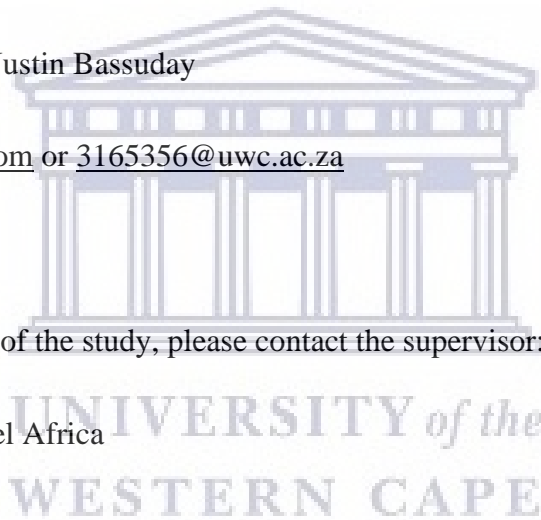 ustin Bassuday
om or 3165356@uwc.ac.za
of the study, please contact the supervisor:
el Africa
UNIVERSITY of the
WESTERN CAPE